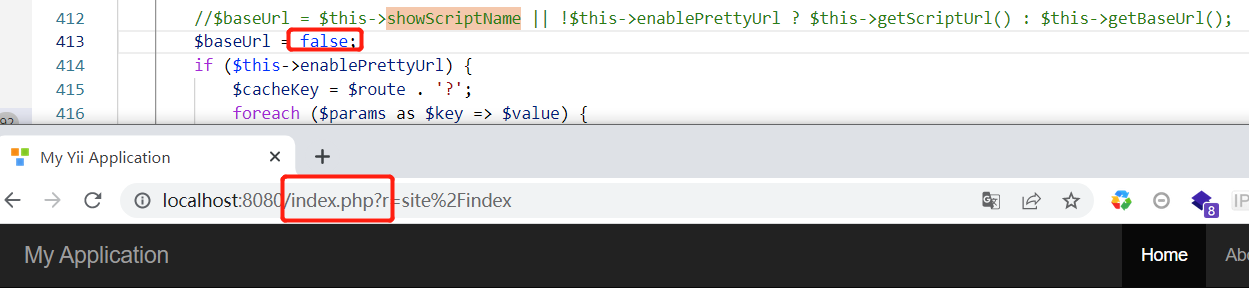 412 //$baseUrl = $this->showScriptName || !$this->enablePrettyUrl ? $this->getScriptUrl() : $this->getBaseUrl();
413 $baseUrl = false;
414 if ($this->enablePrettyUrl) {
415 $cacheKey = $route . '?';
416 foreach ($params as $key => $value) {
92
My Yii Application
localhost:8080/index.php?r=site%2Findex
8
IP
My Application Home Abo